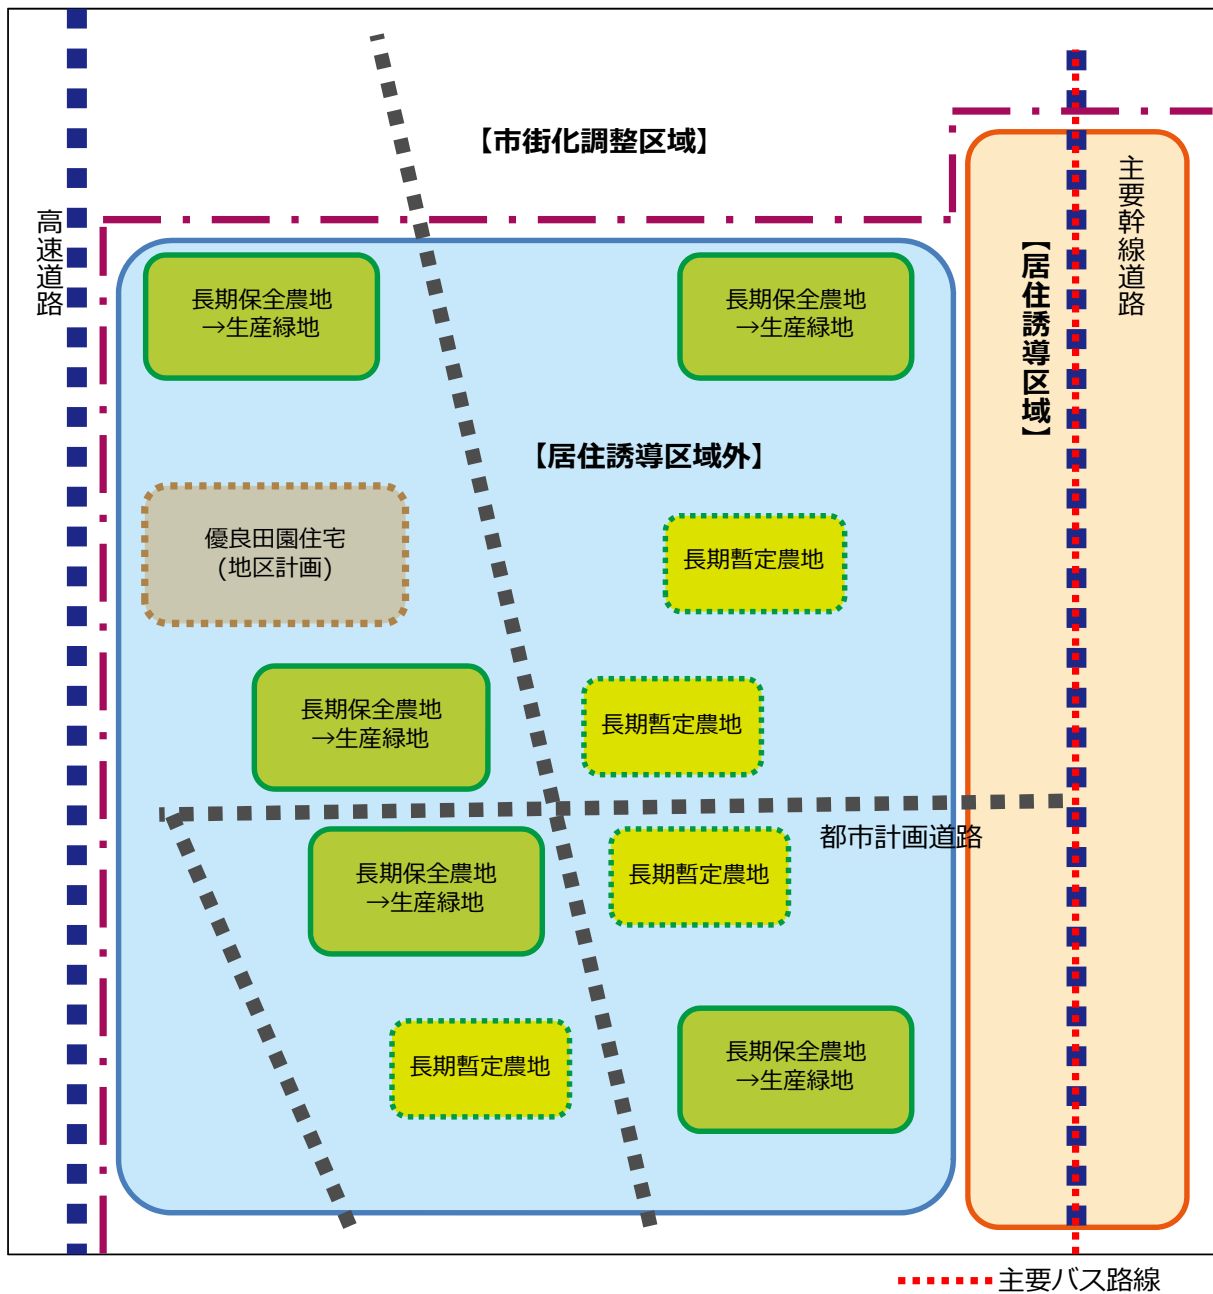 【市街化調整区域】
高速道路
主要幹線道路
【居住誘導区域】
長期保全農地
→生産緑地
長期保全農地
→生産緑地
【居住誘導区域外】
優良田園住宅
(地区計画)
長期暫定農地
長期保全農地
→生産緑地
長期暫定農地
都市計画道路
長期保全農地
→生産緑地
長期暫定農地
長期暫定農地
長期保全農地
→生産緑地
主要バス路線